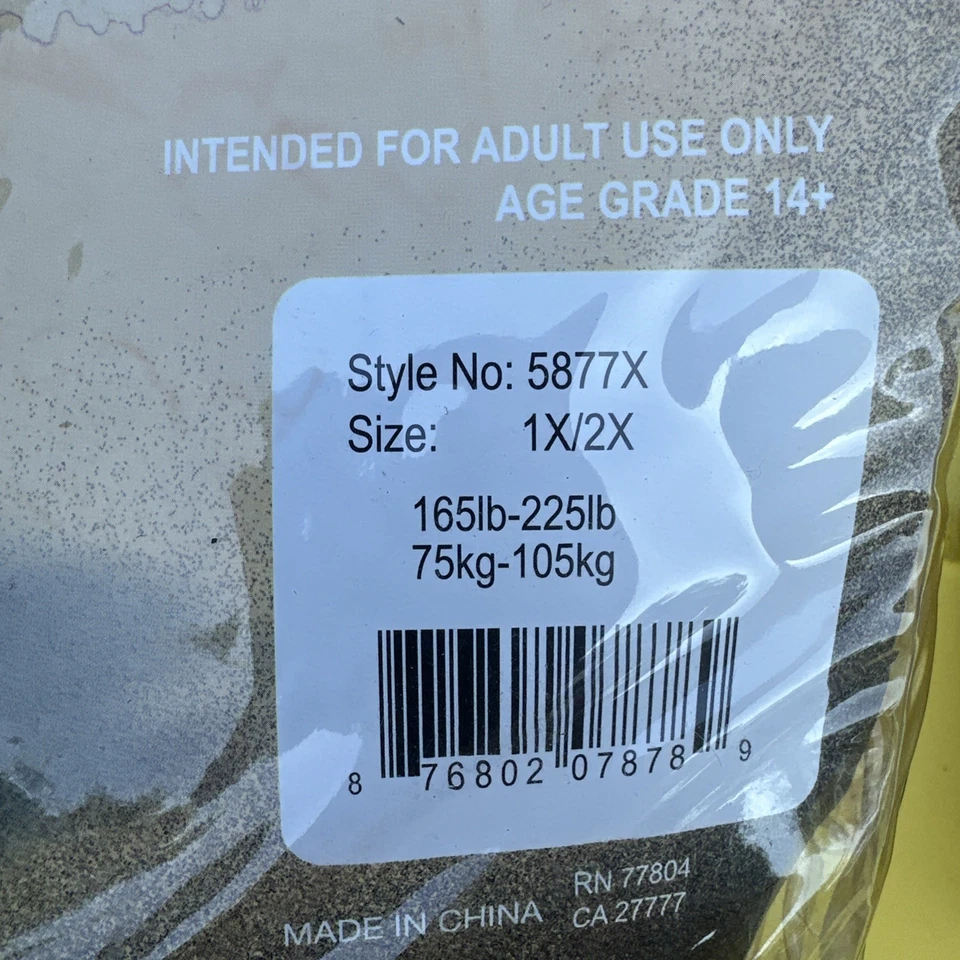 INTENDED FOR ADULT USE ONLY
AGE GRADE 14+
Style No: 5877X
Size: 1X/2X
165lb-225lb
75kg-105kg
8 76802 07878 9
MADE IN CHINA
RN 77804
CA 27777